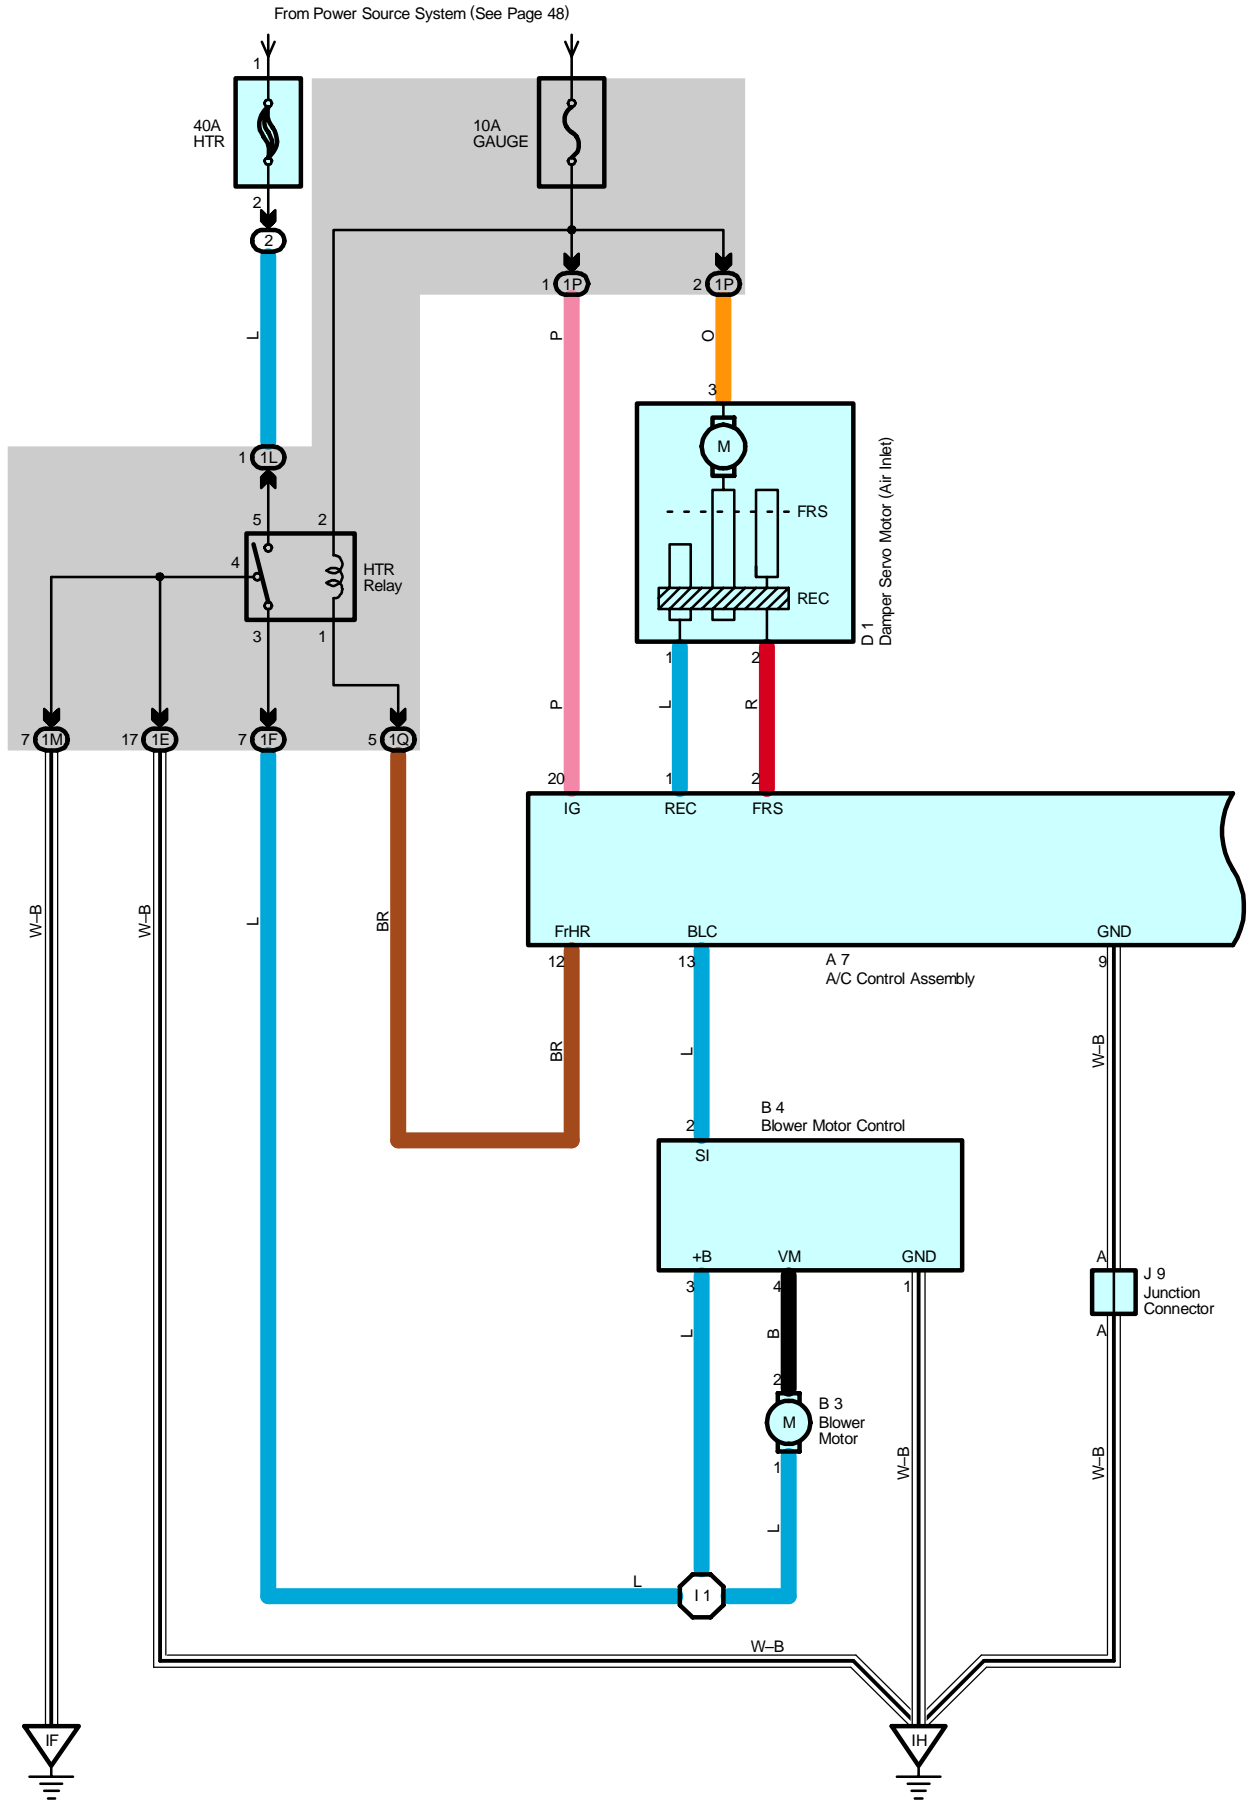 From Power Source System (See Page 48)
1
40A
HTR
10A
GAUGE
2
2
1 1P
2 1P
L
P
O
3
M
FRS
REC
D 1
Damper Servo Motor (Air Inlet)
1 1L
5
2
4
HTR
Relay
3
1
1
2
P
L
R
7 1M
17 1E
7 1F
5 1Q
20
1
2
IG
REC
FRS
W–B
W–B
L
BR
FrHR
BLC
GND
12
13
A 7
A/C Control Assembly
9
BR
L
W–B
B 4
Blower Motor Control
2
SI
+B
VM
GND
3
4
1
A
J 9
Junction
Connector
A
L
B
2
M
B 3
Blower
Motor
1
W–B
W–B
L
L
I 1
W–B
IF
IH